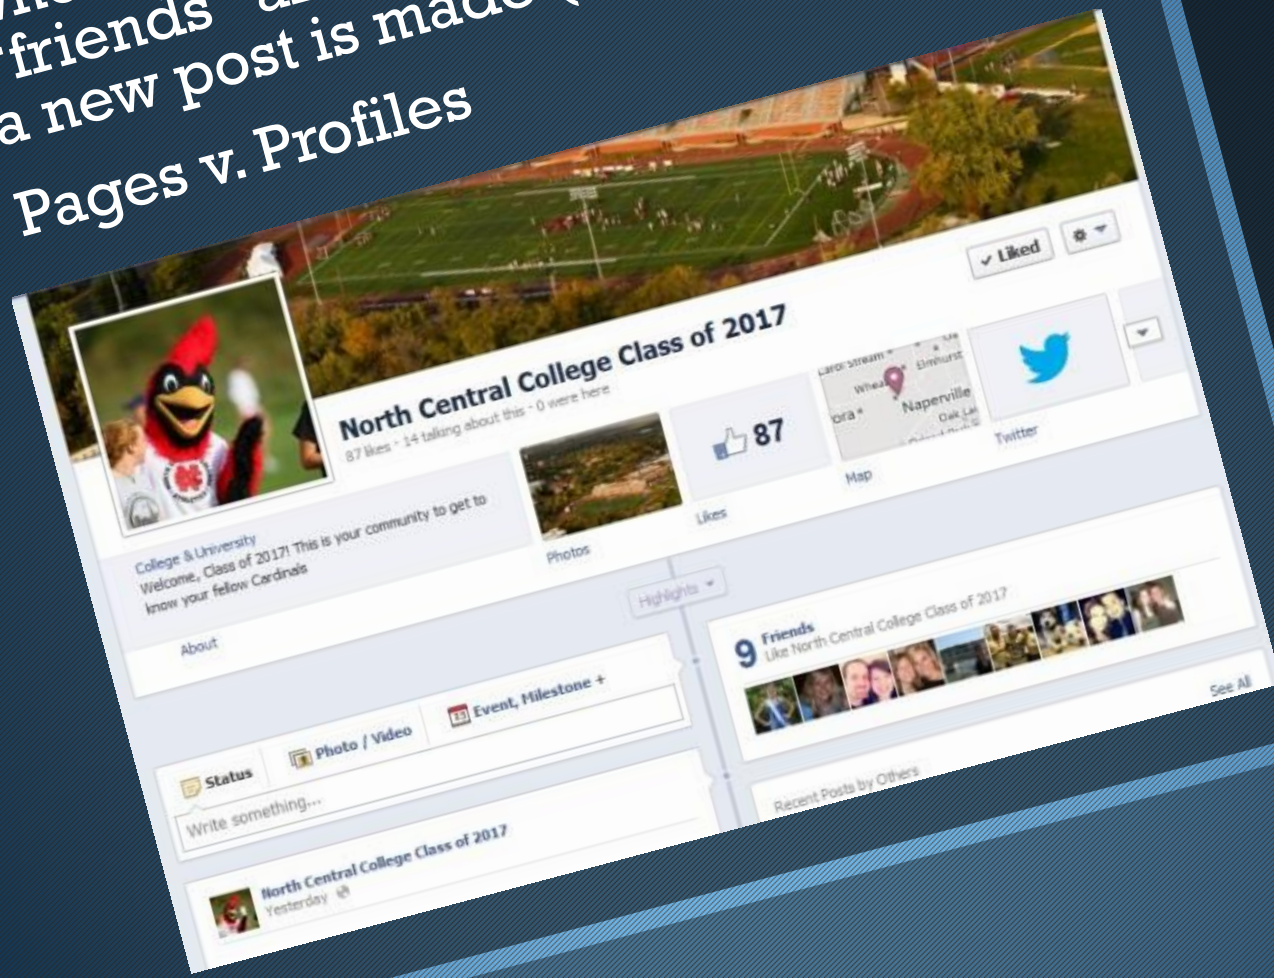 "friends"
a new post is made
Pages v. Profiles
Liked
North Central College Class of 2017
87 likes · 14 talking about this · 0 were here
College & University
Welcome, Class of 2017! This is your community to get to
know your fellow Cardinals
About
Photos
87
Likes
Carol Stream
Elmhurst
Naperville
Oak
Map
Twitter
Highlights
9 Friends
Like North Central College Class of 2017
See All
Status
Photo / Video
Event, Milestone +
Write something...
Recent Posts by Others
North Central College Class of 2017
Yesterday